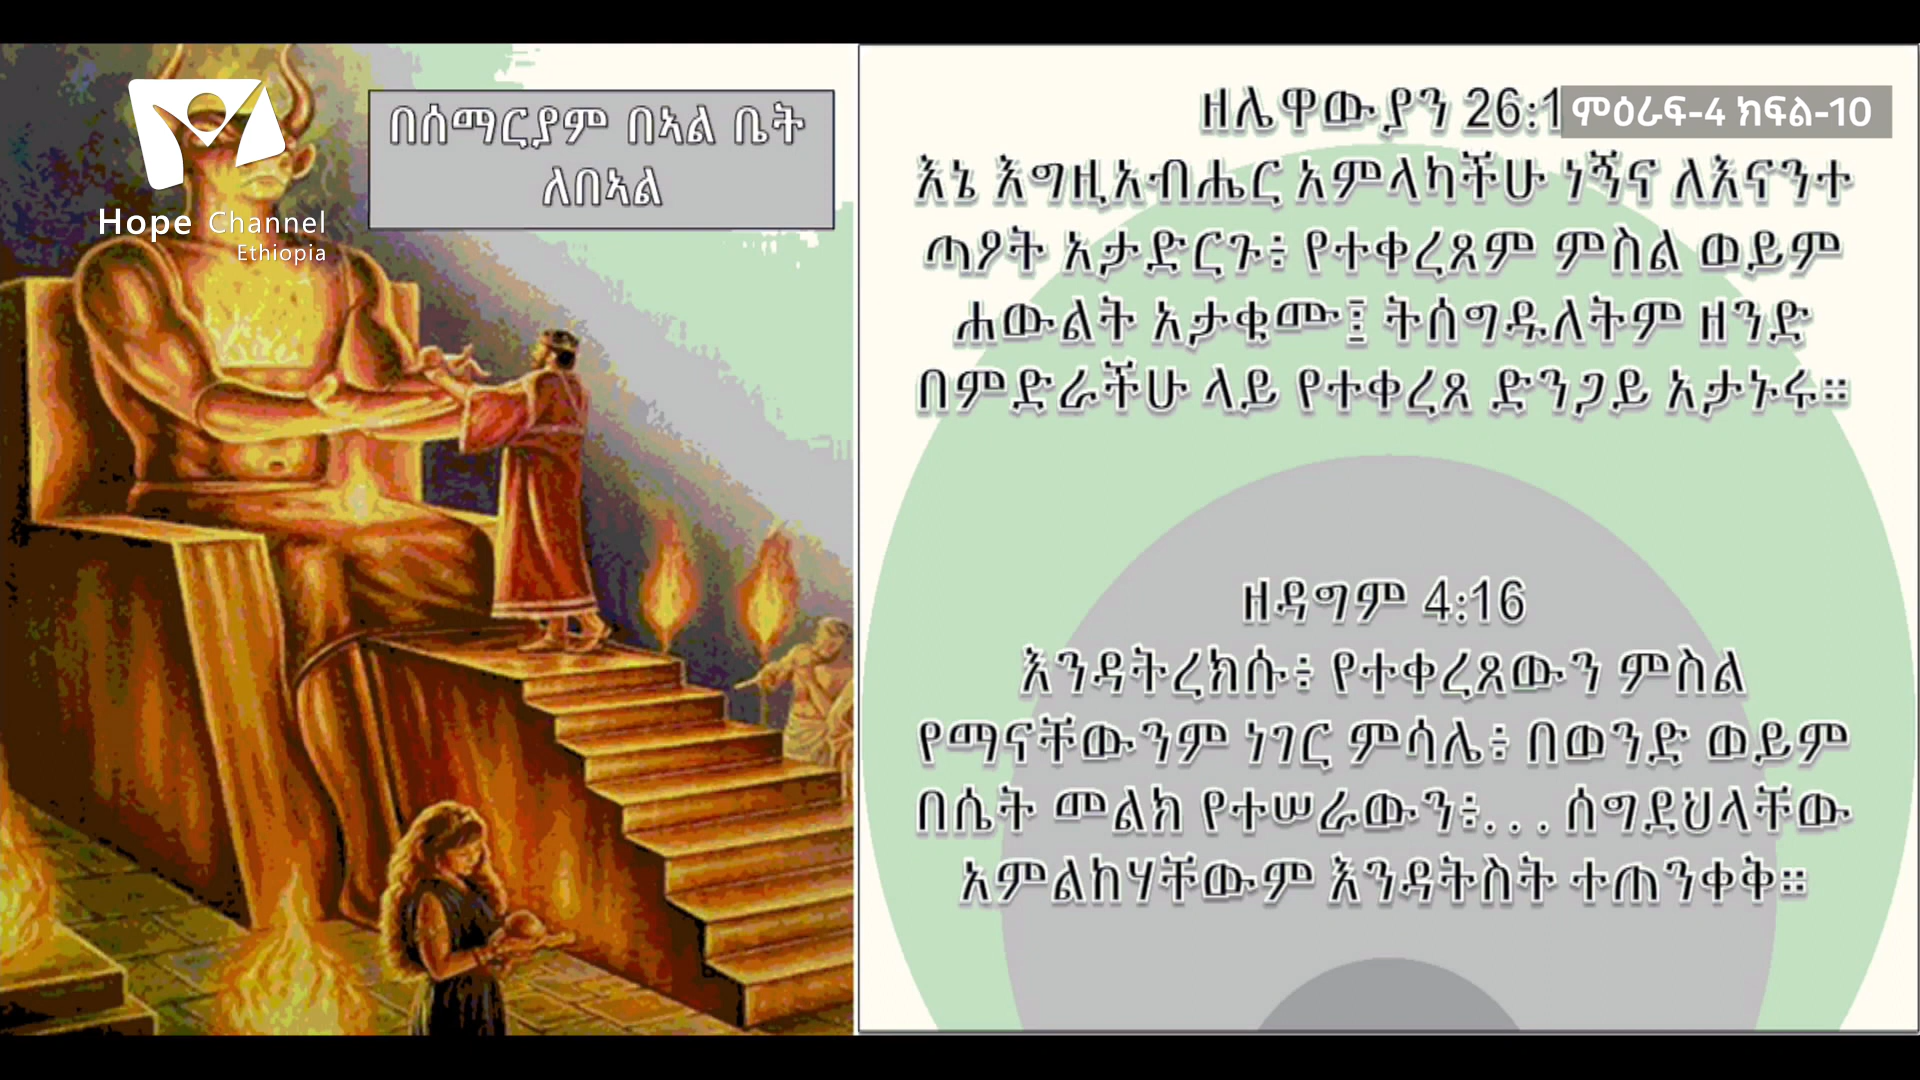 Hope Channel
Ethiopia
በሰማርያም በኣል ቤት
ለበኣል
ዘሌዋውያን 26:1
ምዕራፍ-4 ክፍል-10
እኔ እግዚአብሔር አምላካችሁ ነኝና ለእናንተ
ጣዖት አታድርጉ፥ የተቀረጸም ምስል ወይም
ሐውልት አታቁሙ፤ ትሰግዱለትም ዘንድ
በምድራችሁ ላይ የተቀረጸ ድንጋይ አታኑሩ።
ዘዳግም 4:16
እንዳትረክሱ፥ የተቀረጸውን ምስል
የማናቸውንም ነገር ምሳሌ፥ በወንድ ወይም
በሴት መልክ የተሠራውን፥... ሰግደህላቸው
አምልከሃቸውም እንዳትስት ተጠንቀቅ።